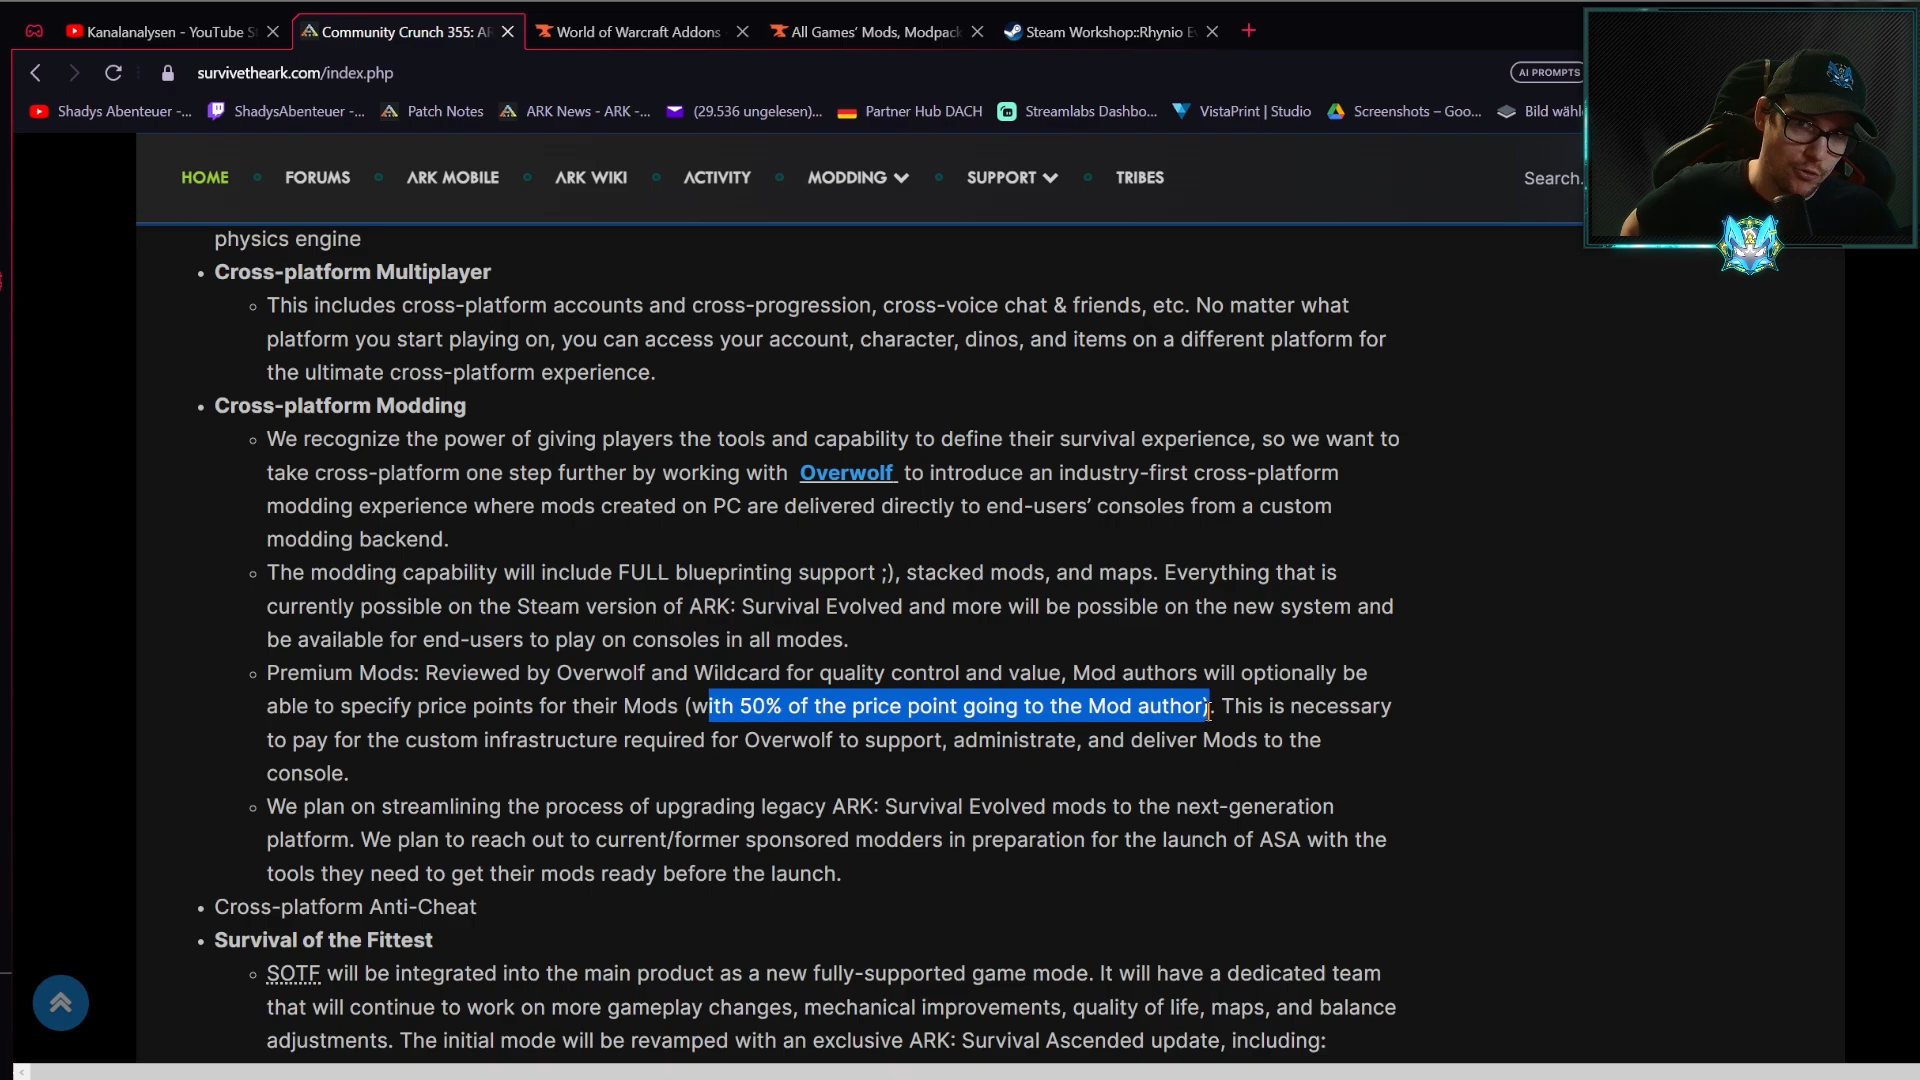 Kanalanalysen - YouTube S
Community Crunch 355: AR
World of Warcraft Addons
All Games' Mods, Modpack
Steam Workshop::Rhynio E
survivetheark.com/index.php
AI PROMPTS
Shadys Abenteuer -...
ShadysAbenteuer -...
Patch Notes
ARK News - ARK -...
(29.536 ungelesen)...
Partner Hub DACH
Streamlabs Dashbo...
VistaPrint | Studio
Screenshots – Goo...
Bild wähl
HOME
FORUMS
ARK MOBILE
ARK WIKI
ACTIVITY
MODDING
SUPPORT
TRIBES
Search.
physics engine
Cross-platform Multiplayer
This includes cross-platform accounts and cross-progression, cross-voice chat & friends, etc. No matter what
platform you start playing on, you can access your account, character, dinos, and items on a different platform for
the ultimate cross-platform experience.
Cross-platform Modding
We recognize the power of giving players the tools and capability to define their survival experience, so we want to
take cross-platform one step further by working with Overwolf to introduce an industry-first cross-platform
modding experience where mods created on PC are delivered directly to end-users’ consoles from a custom
modding backend.
The modding capability will include FULL blueprinting support ;), stacked mods, and maps. Everything that is
currently possible on the Steam version of ARK: Survival Evolved and more will be possible on the new system and
be available for end-users to play on consoles in all modes.
Premium Mods: Reviewed by Overwolf and Wildcard for quality control and value, Mod authors will optionally be
able to specify price points for their Mods (with 50% of the price point going to the Mod author). This is necessary
to pay for the custom infrastructure required for Overwolf to support, administrate, and deliver Mods to the
console.
We plan on streamlining the process of upgrading legacy ARK: Survival Evolved mods to the next-generation
platform. We plan to reach out to current/former sponsored modders in preparation for the launch of ASA with the
tools they need to get their mods ready before the launch.
Cross-platform Anti-Cheat
Survival of the Fittest
SOTF will be integrated into the main product as a new fully-supported game mode. It will have a dedicated team
that will continue to work on more gameplay changes, mechanical improvements, quality of life, maps, and balance
adjustments. The initial mode will be revamped with an exclusive ARK: Survival Ascended update, including: